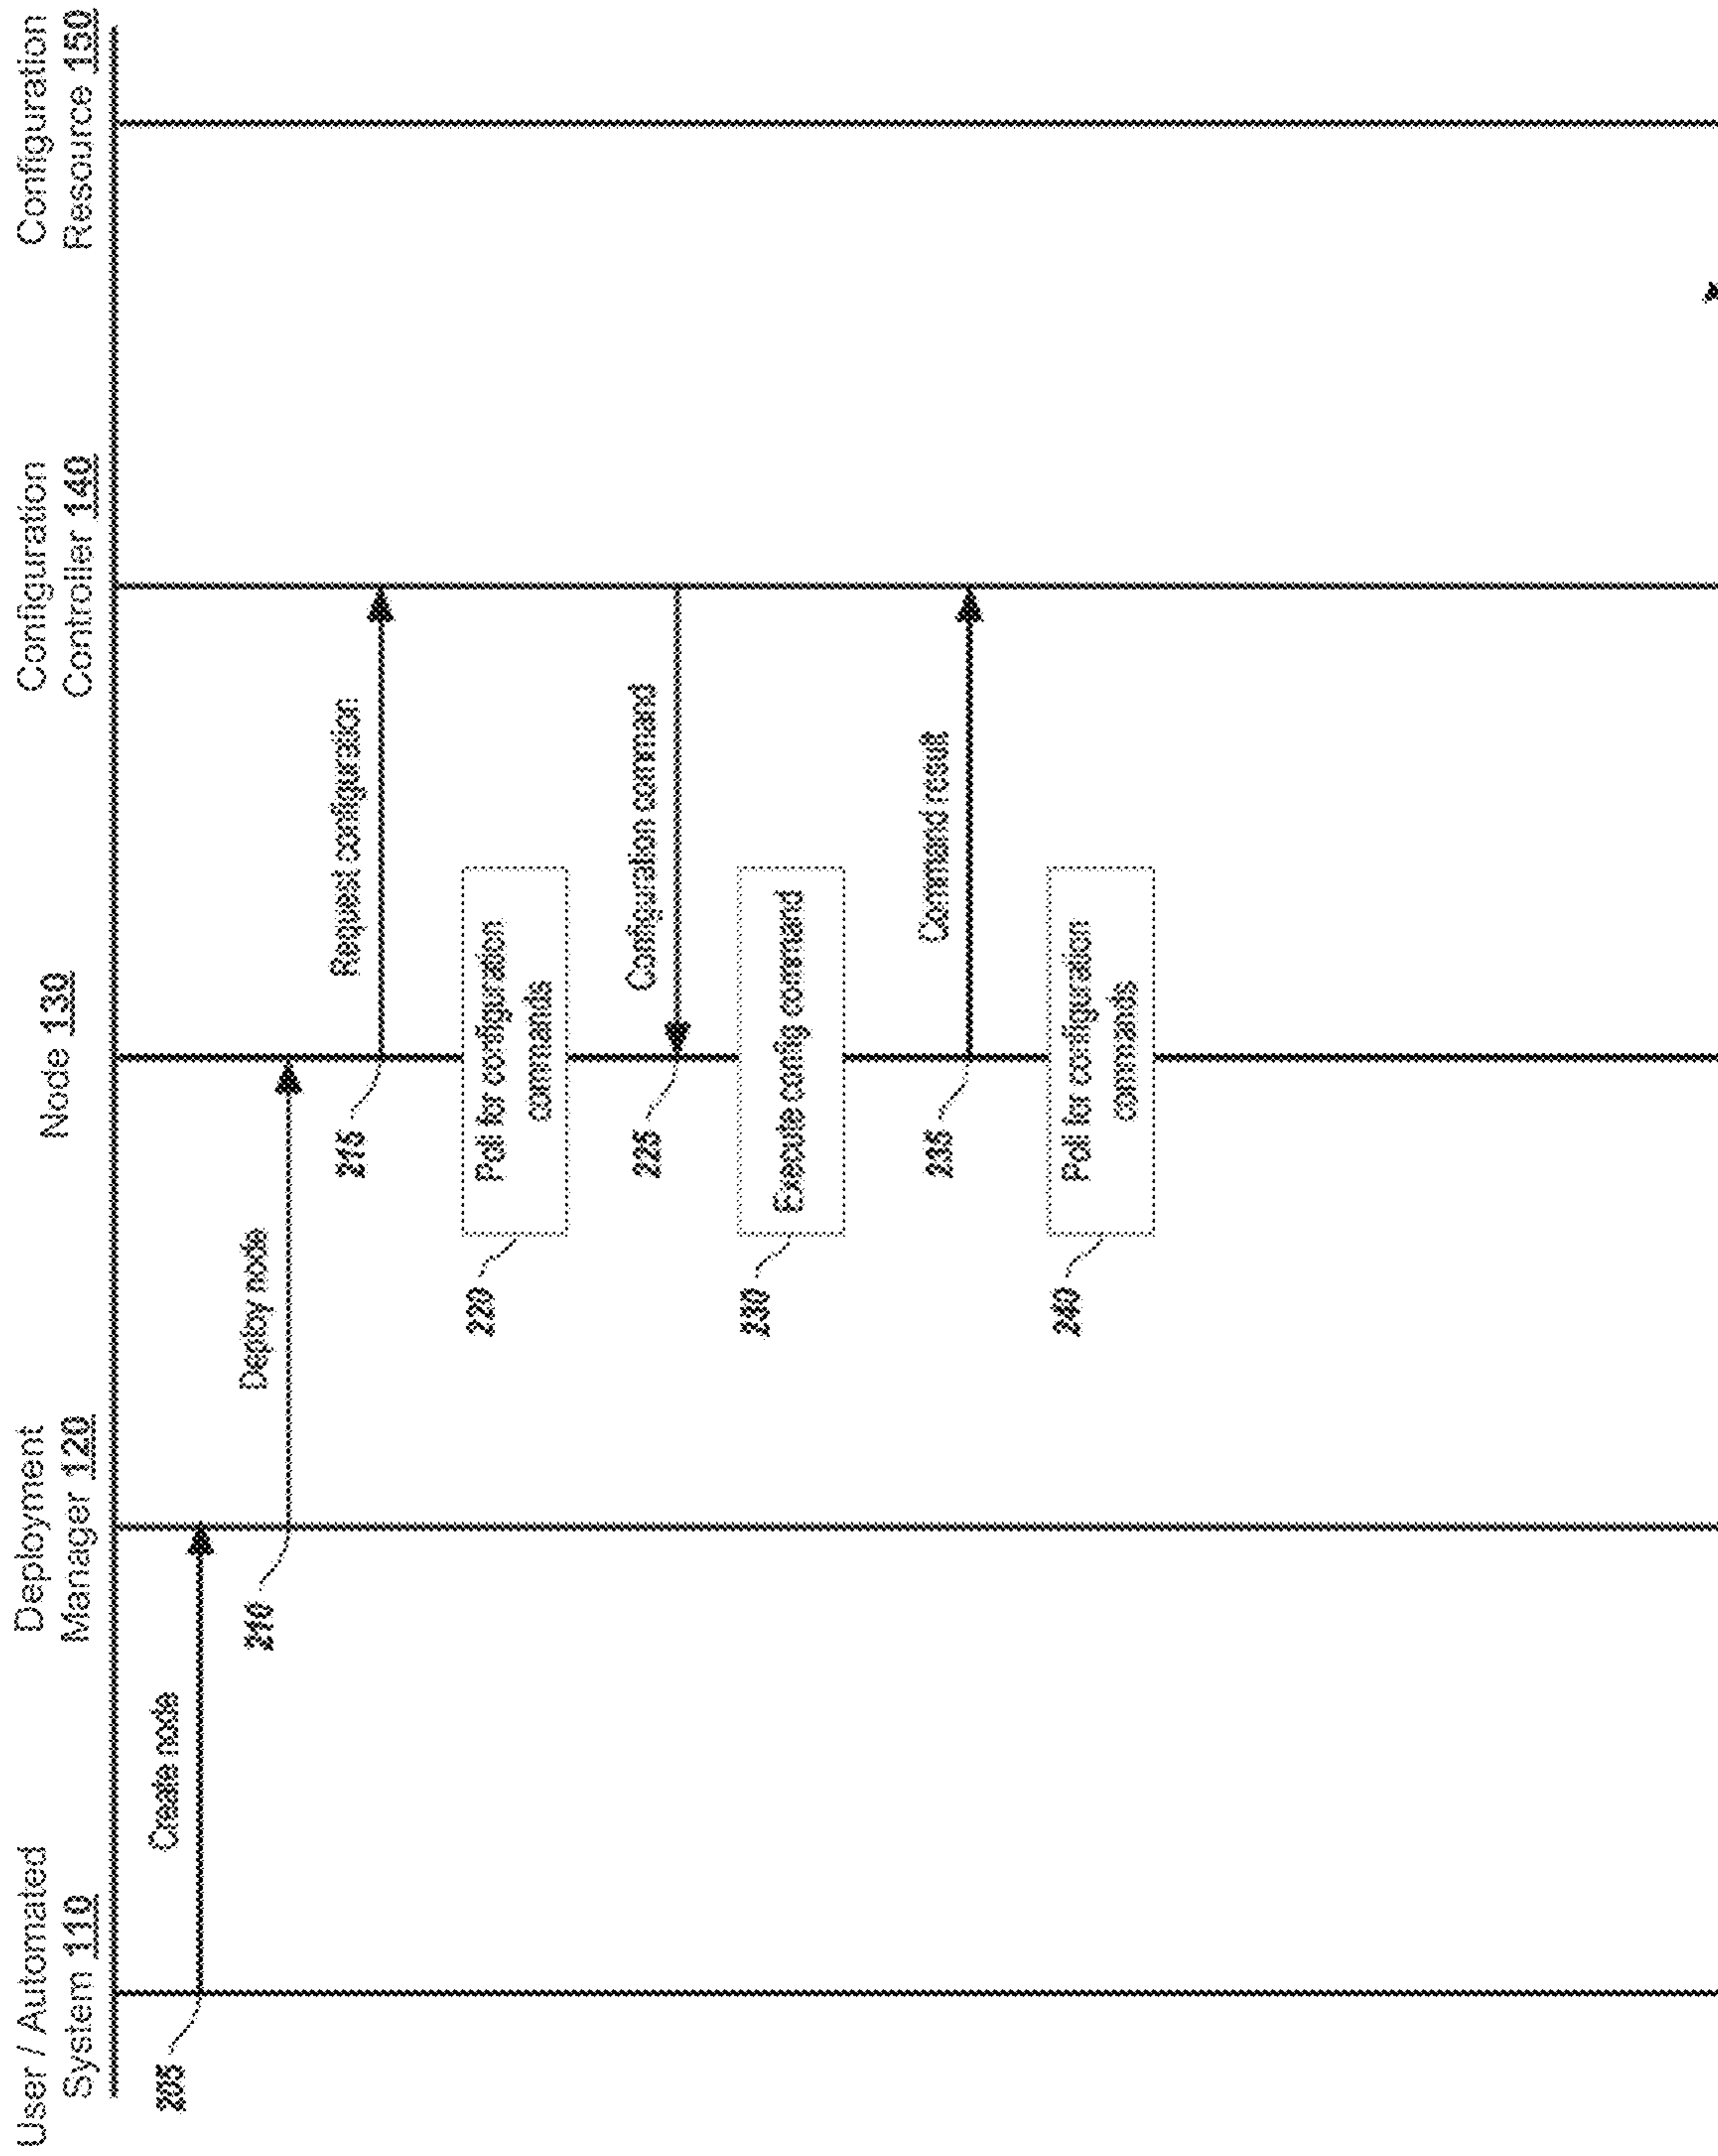 User / Automated
System 110
Deployment
Manager 120
Node 130
Configuration
Controller 140
Configuration
Resource 150
205
Create node
210
Deploy node
215
Request configuration
220
Poll for configuration
commands
225
Configuration command
230
Execute config command
235
Command result
240
Poll for configuration
commands